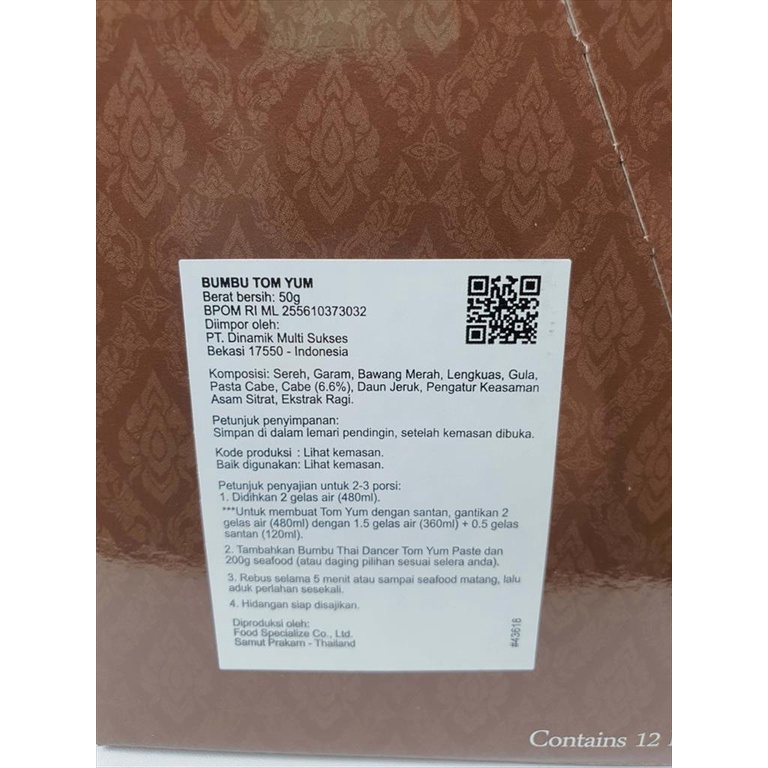 BUMBU TOM YUM
Berat bersih: 50g
BPOM RI ML 255610373032
Diimpor oleh:
PT. Dinamik Multi Sukses
Bekasi 17550 - Indonesia
Komposisi: Sereh, Garam, Bawang Merah, Lengkuas, Gula,
Pasta Cabe, Cabe (6.6%), Daun Jeruk, Pengatur Keasaman
Asam Sitrat, Ekstrak Ragi.
Petunjuk penyimpanan:
Simpan di dalam lemari pendingin, setelah kemasan dibuka.
Kode produksi : Lihat kemasan.
Baik digunakan: Lihat kemasan.
Petunjuk penyajian untuk 2-3 porsi:
1. Didihkan 2 gelas air (480ml).
***Untuk membuat Tom Yum dengan santan, gantikan 2
gelas air (480ml) dengan 1.5 gelas air (360ml) + 0.5 gelas
santan (120ml).
2. Tambahkan Bumbu Thai Dancer Tom Yum Paste dan
200g seafood (atau daging pilihan sesuai selera anda).
3. Rebus selama 5 menit atau sampai seafood matang, lalu
aduk perlahan sesekali.
4. Hidangan siap disajikan.
Diproduksi oleh:
Food Specialize Co., Ltd.
Samut Prakarn - Thailand
#43618
Contains 12